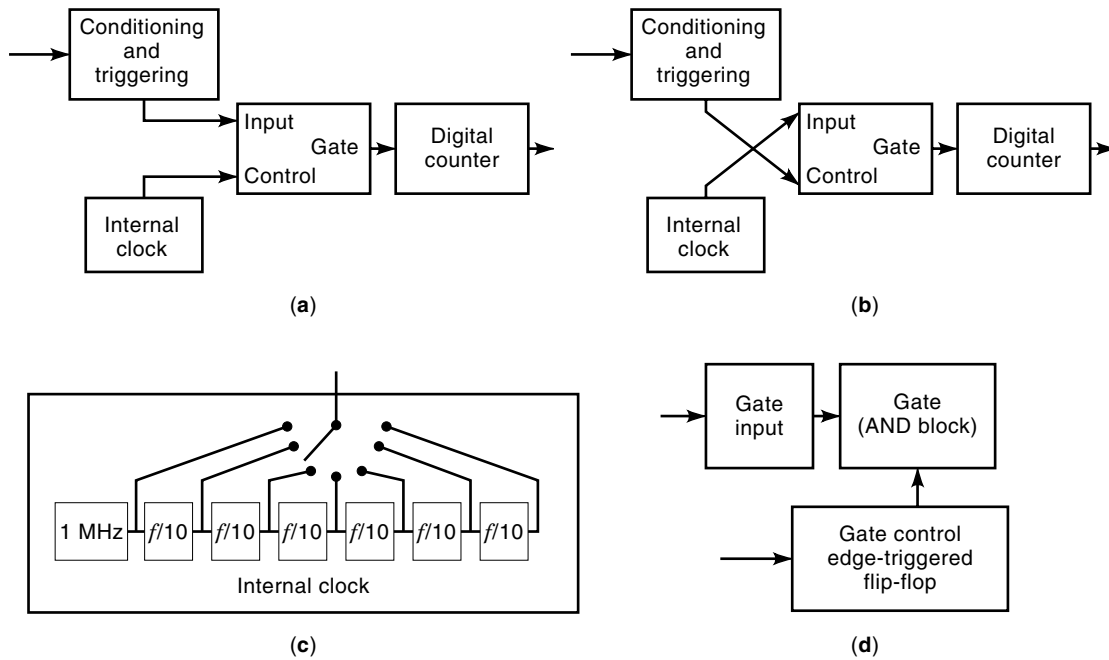 Conditioning
and
triggering
Input
Gate
Control
Digital
counter
Internal
clock
(a)
Conditioning
and
triggering
Input
Gate
Control
Digital
counter
Internal
clock
(b)
1 MHz
f/10
f/10
f/10
f/10
f/10
f/10
Internal clock
(c)
Gate
input
Gate
(AND block)
Gate control
edge-triggered
flip-flop
(d)